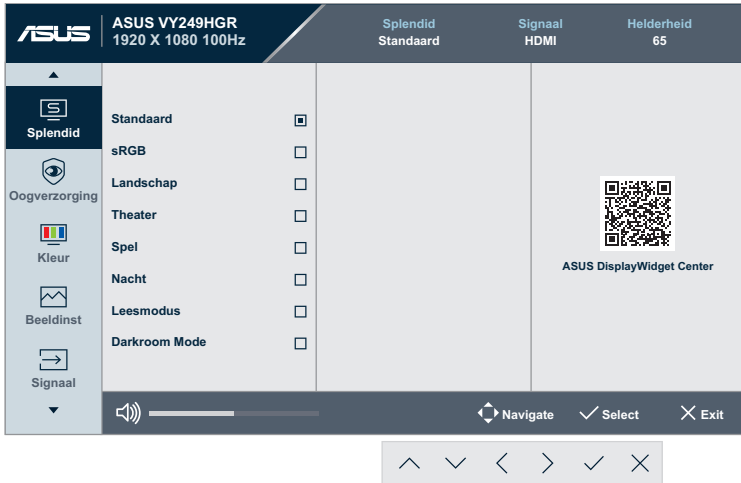 ASUS
ASUS VY249HGR
1920 X 1080 100Hz
Splendid
Standaard
Signaal
HDMI
Helderheid
65
Splendid
Oogverzorging
Kleur
Beeldinst
Signaal
Standaard
sRGB
Landschap
Theater
Spel
Nacht
Leesmodus
Darkroom Mode
ASUS DisplayWidget Center
Navigate
Select
Exit